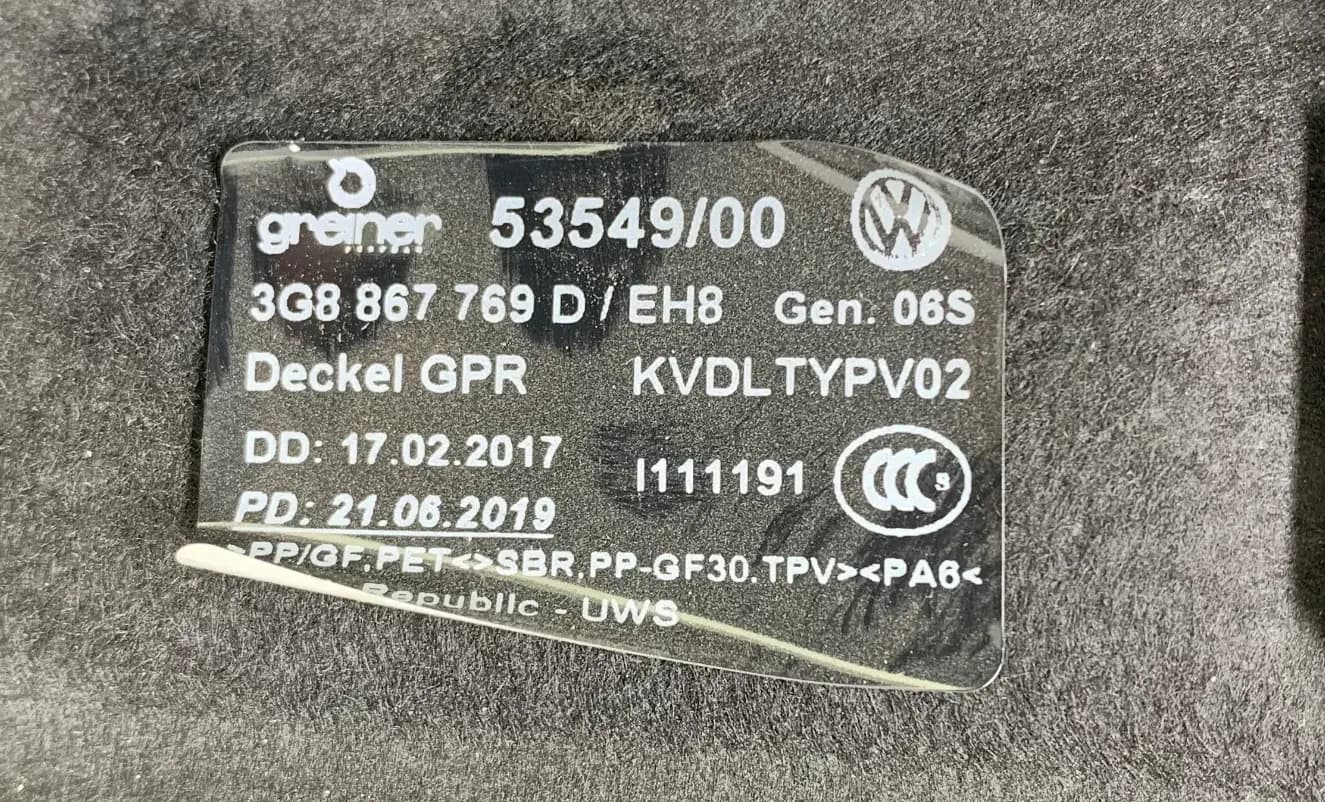 greiner 53549/00
3G8 867 769 D / EH8 Gen. 06S
Deckel GPR KVDLTYPV02
DD: 17.02.2017
I111191 CCC S
PD: 21.06.2019
>PP/GF.PET<>SBR.PP-GF30.TPV><PA6<
Republic - UWS